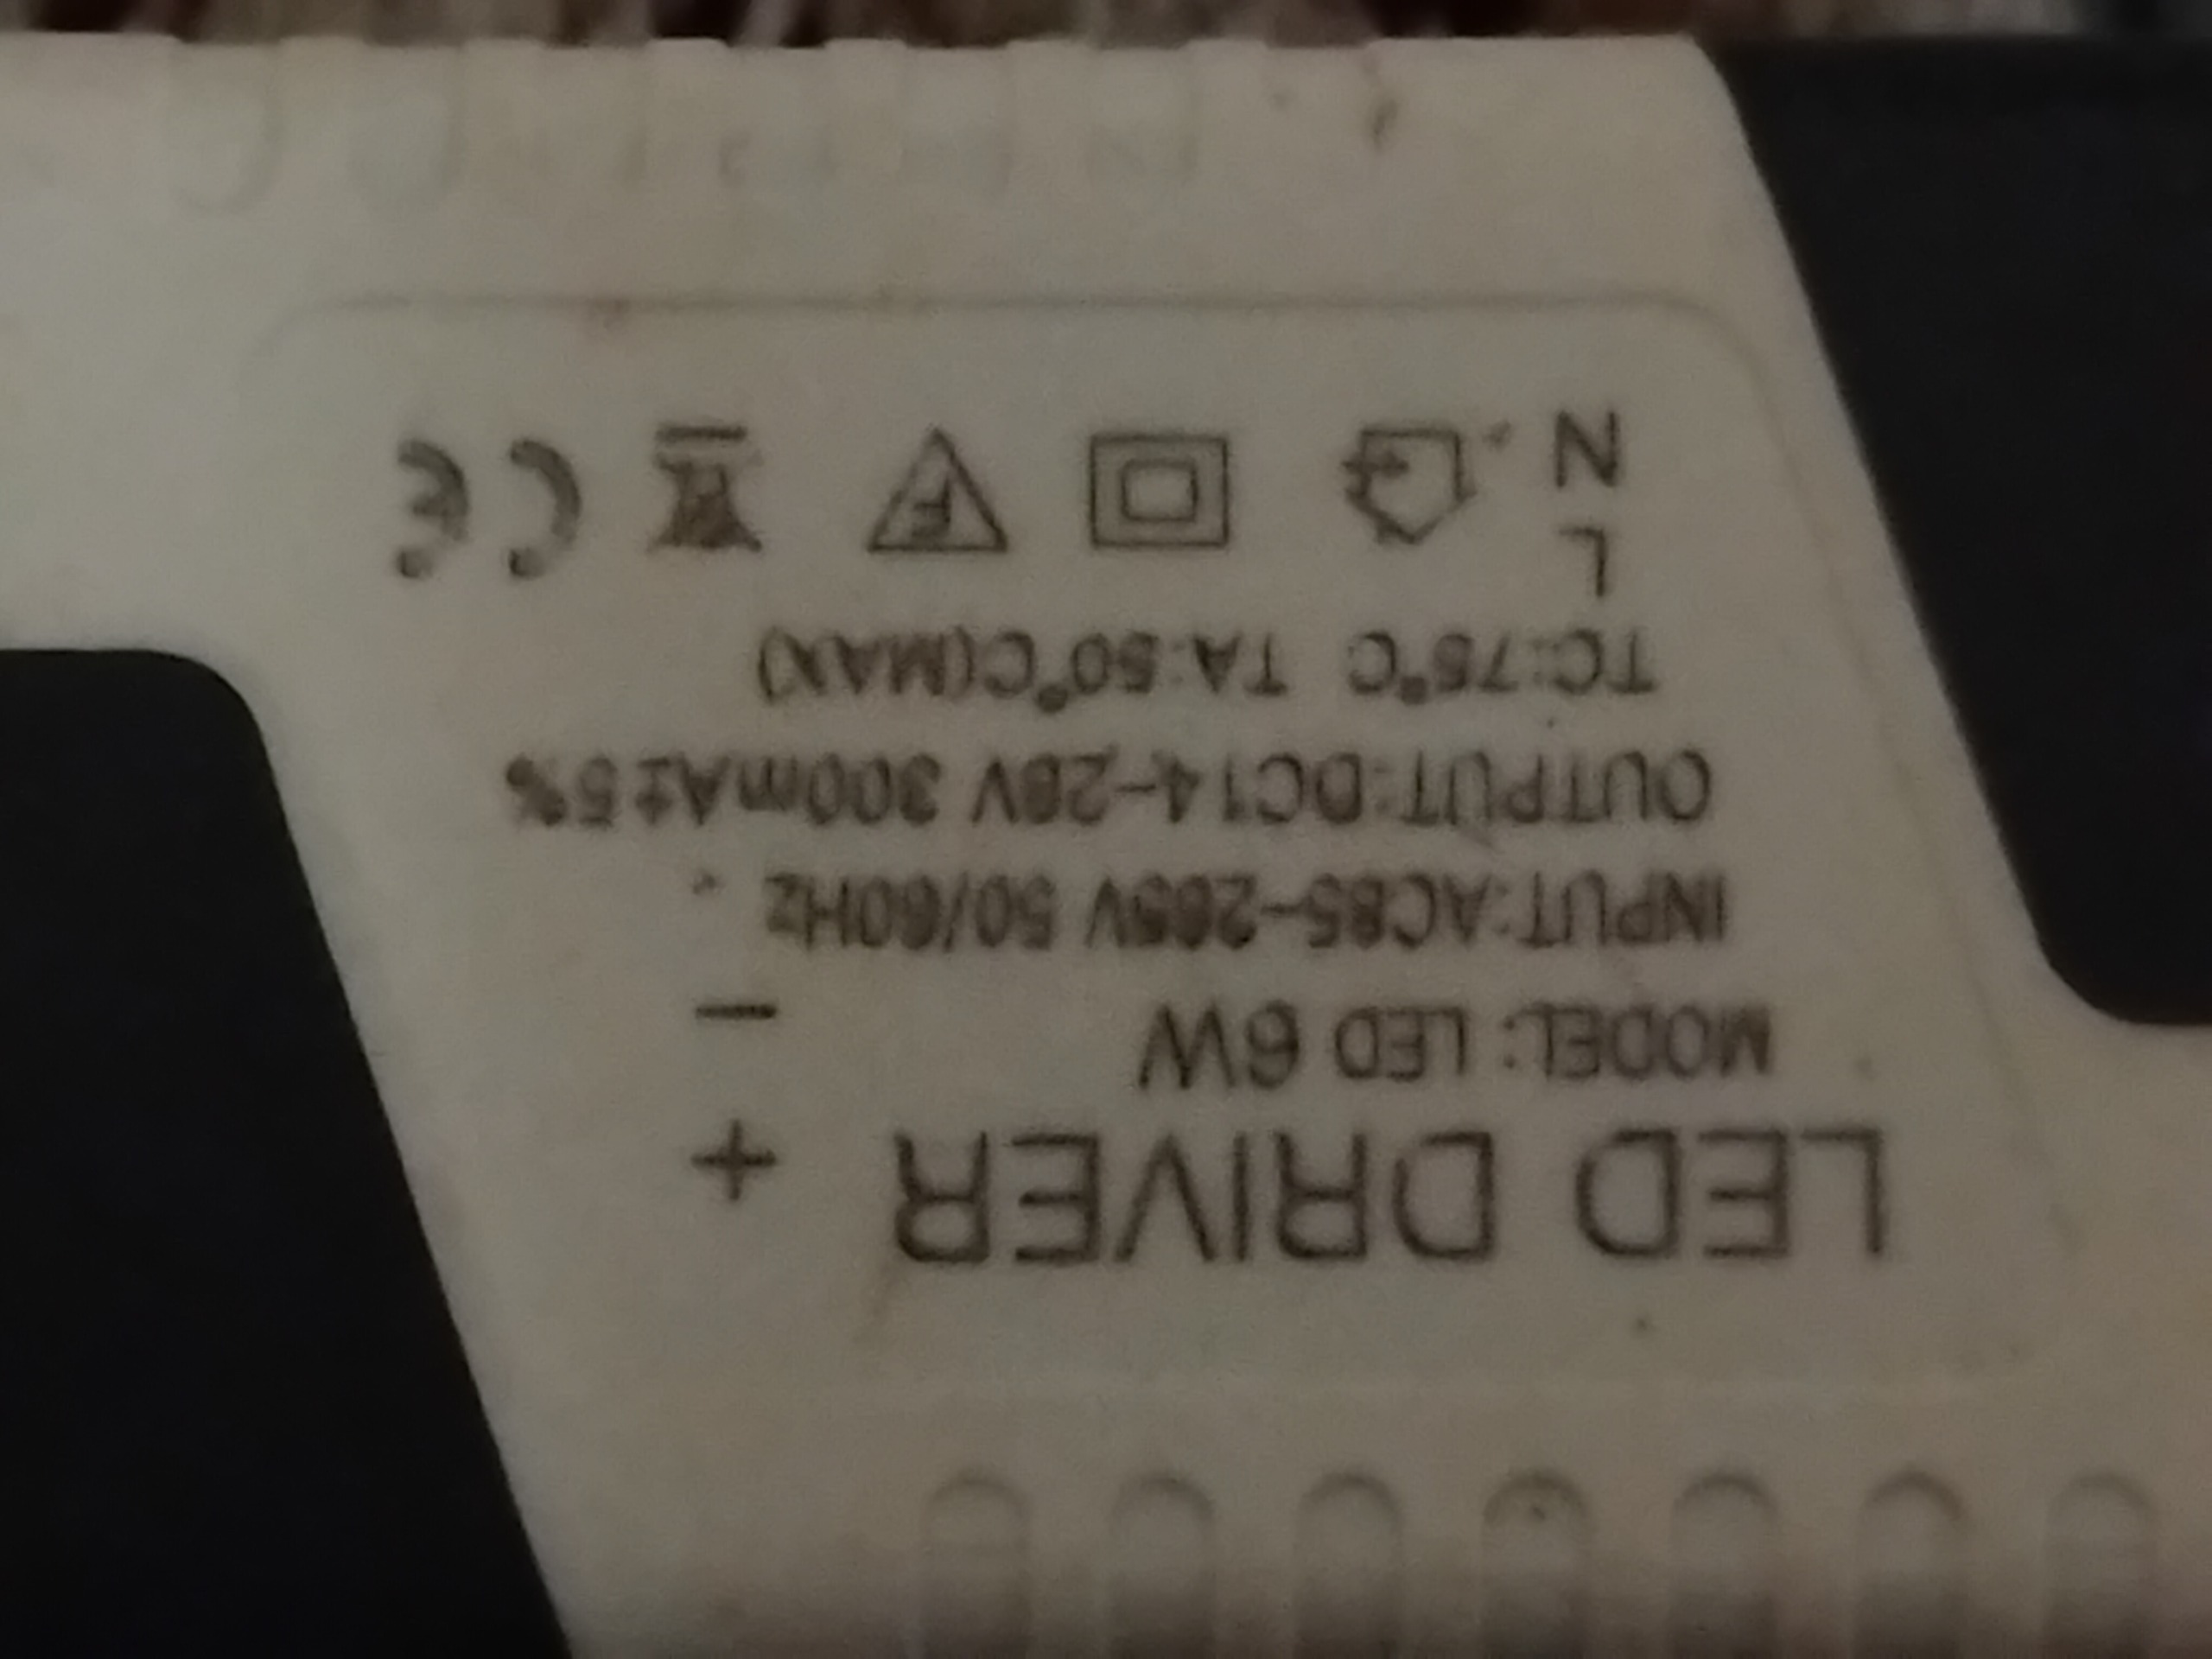 LED DRIVER +
MODEL: LED 6W −
INPUT:AC85-265V 50/60Hz
OUTPUT:DC14-28V 300mA±5%
TC:75°C TA:50°C(MAX)
L
N
F
CE